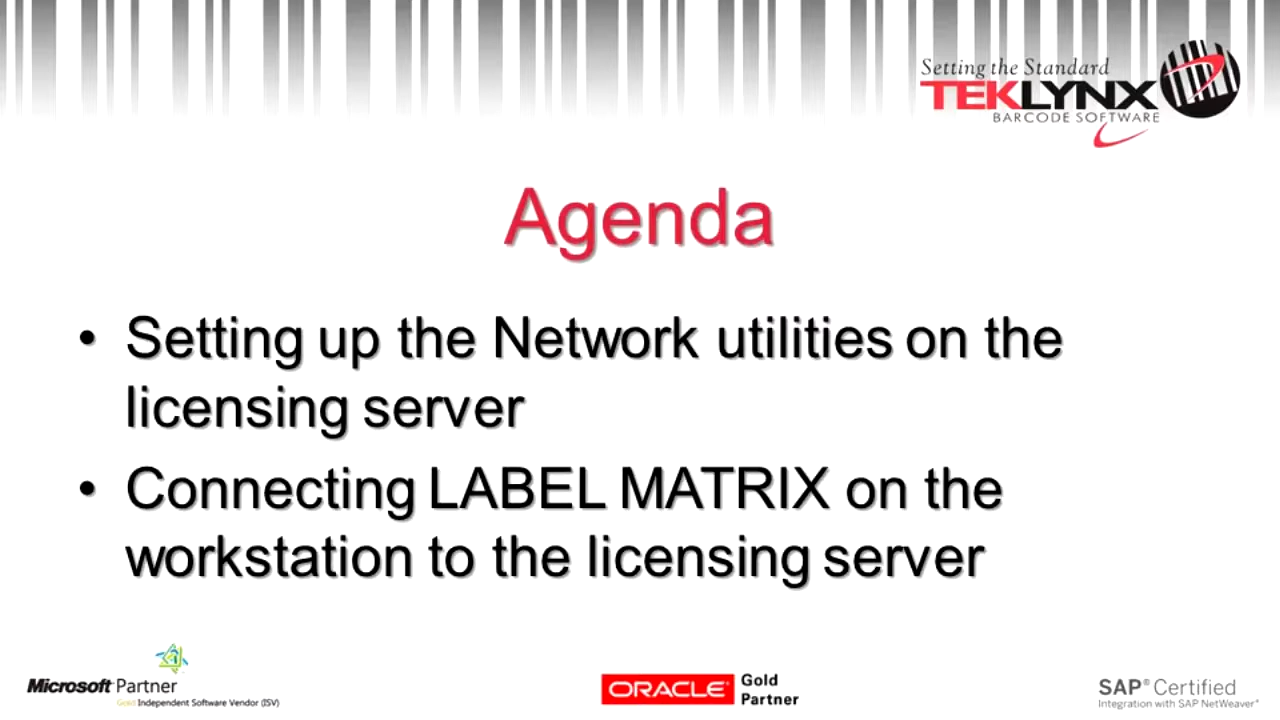 Setting the Standard
TEKLYNX
BARCODE SOFTWARE
Agenda
• Setting up the Network utilities on the
licensing server
• Connecting LABEL MATRIX on the
workstation to the licensing server
Microsoft Partner
Gold Independent Software Vendor (ISV)
ORACLE Gold
Partner
SAP® Certified
Integration with SAP NetWeaver®